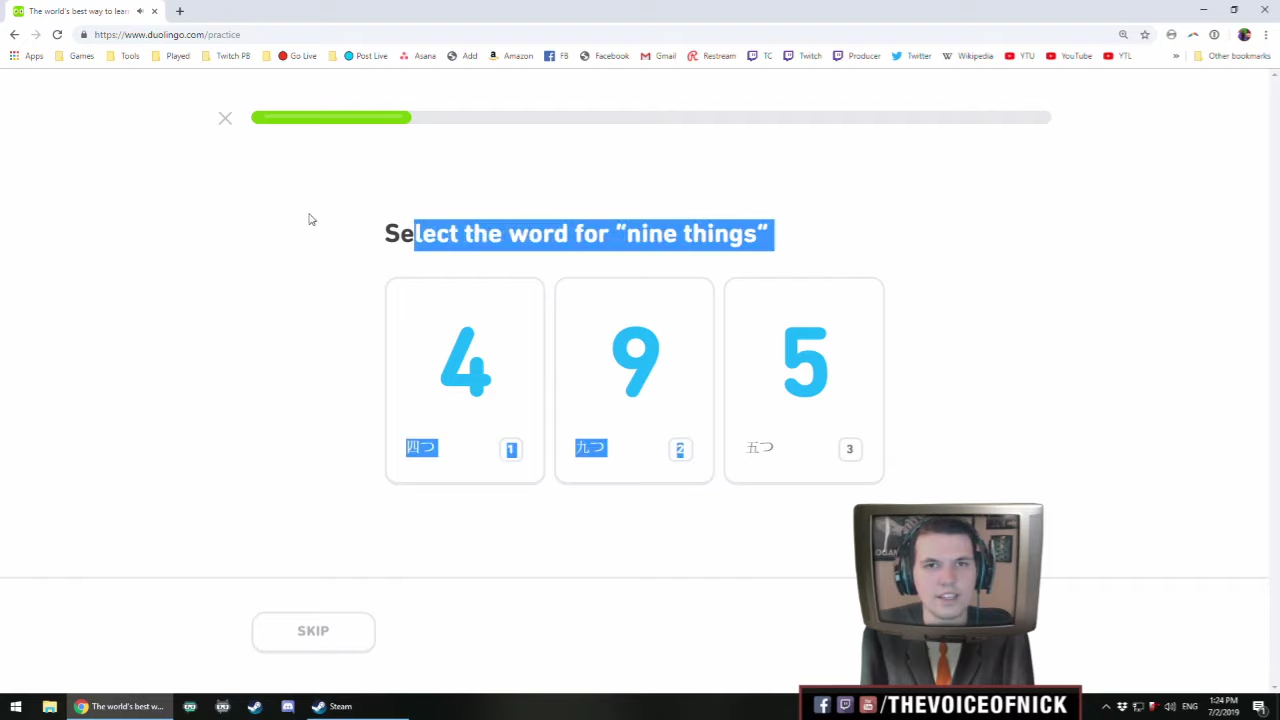 The world's best way to lear
https://www.duolingo.com/practice
Apps Games Tools Played Twitch PB Go Live Post Live Asana Add Amazon FB Facebook Gmail Restream TC Twitch Producer Twitter Wikipedia YTU YouTube YTL » Other bookmarks
Select the word for "nine things"
4 9 5
四つ 1 九つ 2 五つ 3
SKIP
/THEVOICEOFNICK
The world's best w... Steam ENG 1:24 PM
7/2/2019